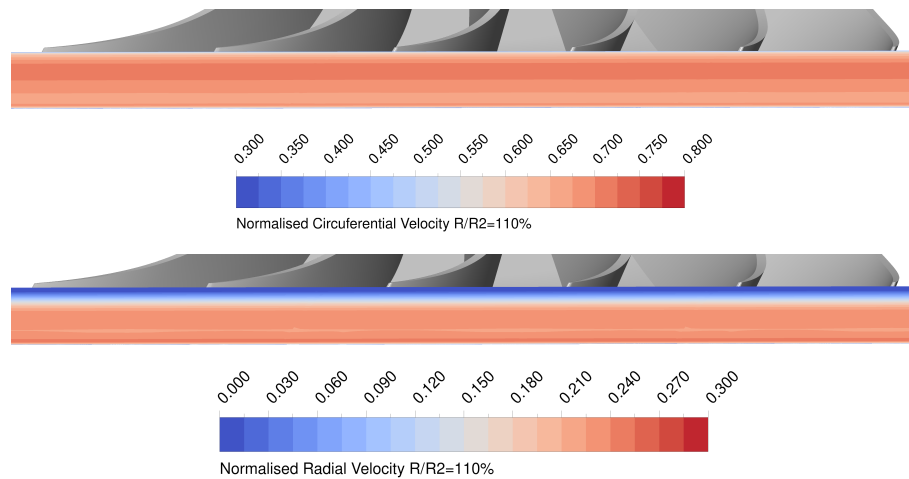 0.300 0.350 0.400 0.450 0.500 0.550 0.600 0.650 0.700 0.750 0.800
Normalised Circuferential Velocity R/R2=110%
0.000 0.030 0.060 0.090 0.120 0.150 0.180 0.210 0.240 0.270 0.300
Normalised Radial Velocity R/R2=110%